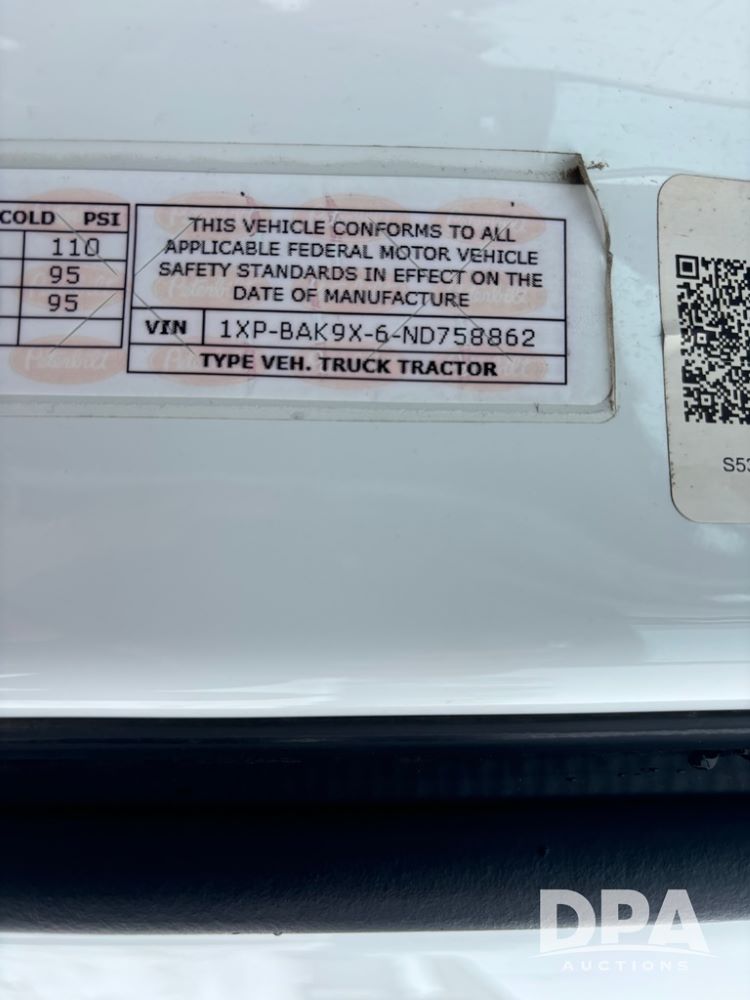 COLD PSI
110
95
95
THIS VEHICLE CONFORMS TO ALL
APPLICABLE FEDERAL MOTOR VEHICLE
SAFETY STANDARDS IN EFFECT ON THE
DATE OF MANUFACTURE
VIN 1XP-BAK9X-6-ND758862
TYPE VEH. TRUCK TRACTOR
Peterbilt
S53
DPA
AUCTIONS